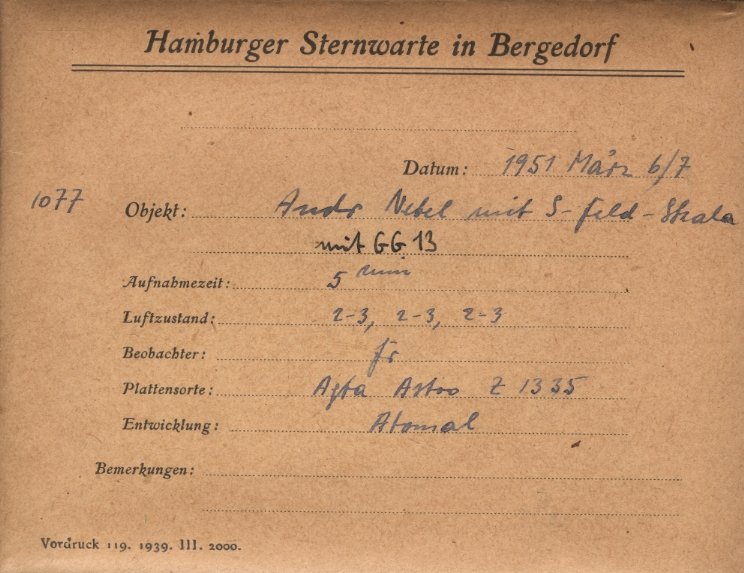 Hamburger Sternwarte in Bergedorf
Datum: 1951 März 6/7
1077 Objekt: Andr Nebel mit S-feld-Skala
mit GG 13
Aufnahmezeit: 5 min
Luftzustand: 2-3, 2-3, 2-3
Beobachter: fr
Plattensorte: Agfa Astro Z 1335
Entwicklung: Atomal
Bemerkungen:
Vordruck 119. 1939. III. 2000.